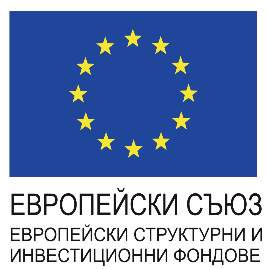 ЕВРОПЕЙСКИ СЪЮЗ
ЕВРОПЕЙСКИ СТРУКТУРНИ И
ИНВЕСТИЦИОННИ ФОНДОВЕ